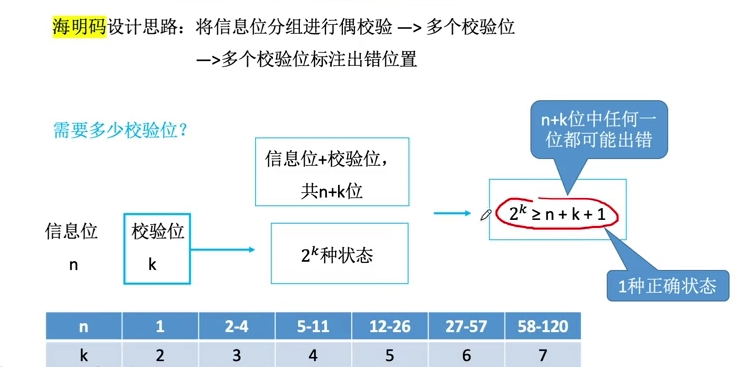 海明码设计思路：将信息位分组进行偶校验 —> 多个校验位
—>多个校验位标注出错位置
n+k位中任何一
位都可能出错
需要多少校验位？
信息位+校验位，
共n+k位
2^k ≥ n + k + 1
信息位
n
校验位
k
2^k种状态
1种正确状态
n 1 2-4 5-11 12-26 27-57 58-120
k 2 3 4 5 6 7